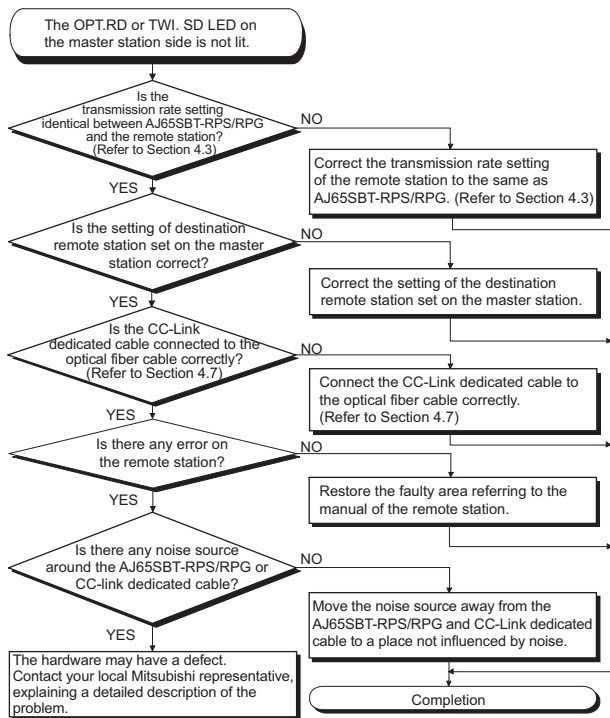 The OPT.RD or TWI. SD LED on
the master station side is not lit.
Is the
transmission rate setting
identical between AJ65SBT-RPS/RPG
and the remote station?
(Refer to Section 4.3)
NO
Correct the transmission rate setting
of the remote station to the same as
AJ65SBT-RPS/RPG. (Refer to Section 4.3)
YES
Is the setting of destination
remote station set on the master
station correct?
NO
Correct the setting of the destination
remote station set on the master station.
YES
Is the CC-Link
dedicated cable connected to the
optical fiber cable correctly?
(Refer to Section 4.7)
NO
Connect the CC-Link dedicated cable to
the optical fiber cable correctly.
(Refer to Section 4.7)
YES
Is there any error on
the remote station?
NO
Restore the faulty area referring to the
manual of the remote station.
YES
Is there any noise source
around the AJ65SBT-RPS/RPG or
CC-link dedicated cable?
NO
Move the noise source away from the
AJ65SBT-RPS/RPG and CC-Link dedicated
cable to a place not influenced by noise.
YES
The hardware may have a defect.
Contact your local Mitsubishi representative,
explaining a detailed description of the
problem.
Completion